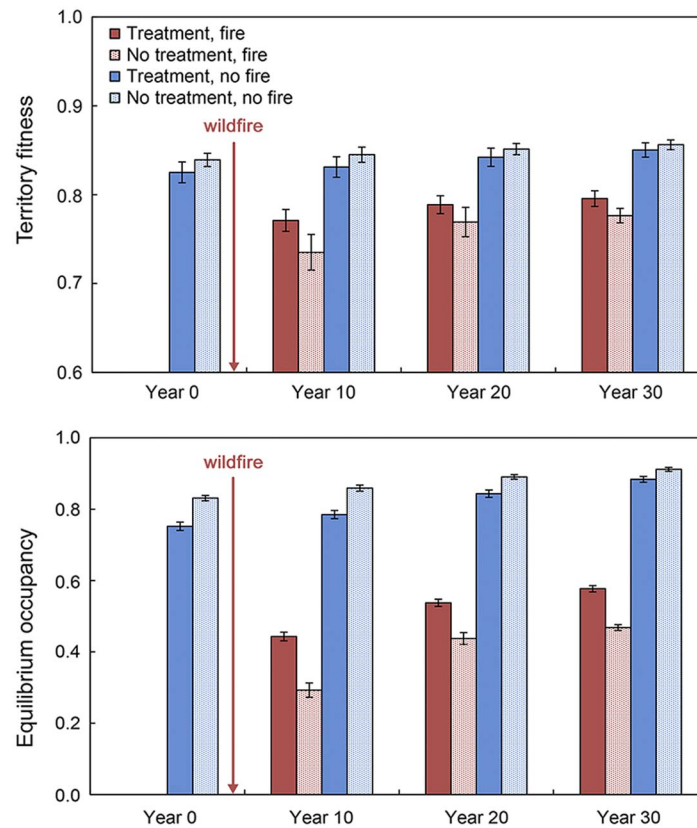 1.0
Treatment, fire
No treatment, fire
Treatment, no fire
No treatment, no fire
0.9
wildfire
Territory fitness
0.8
0.7
0.6
Year 0 Year 10 Year 20 Year 30
1.0
wildfire
0.8
Equilibrium occupancy
0.6
0.4
0.2
0.0
Year 0 Year 10 Year 20 Year 30